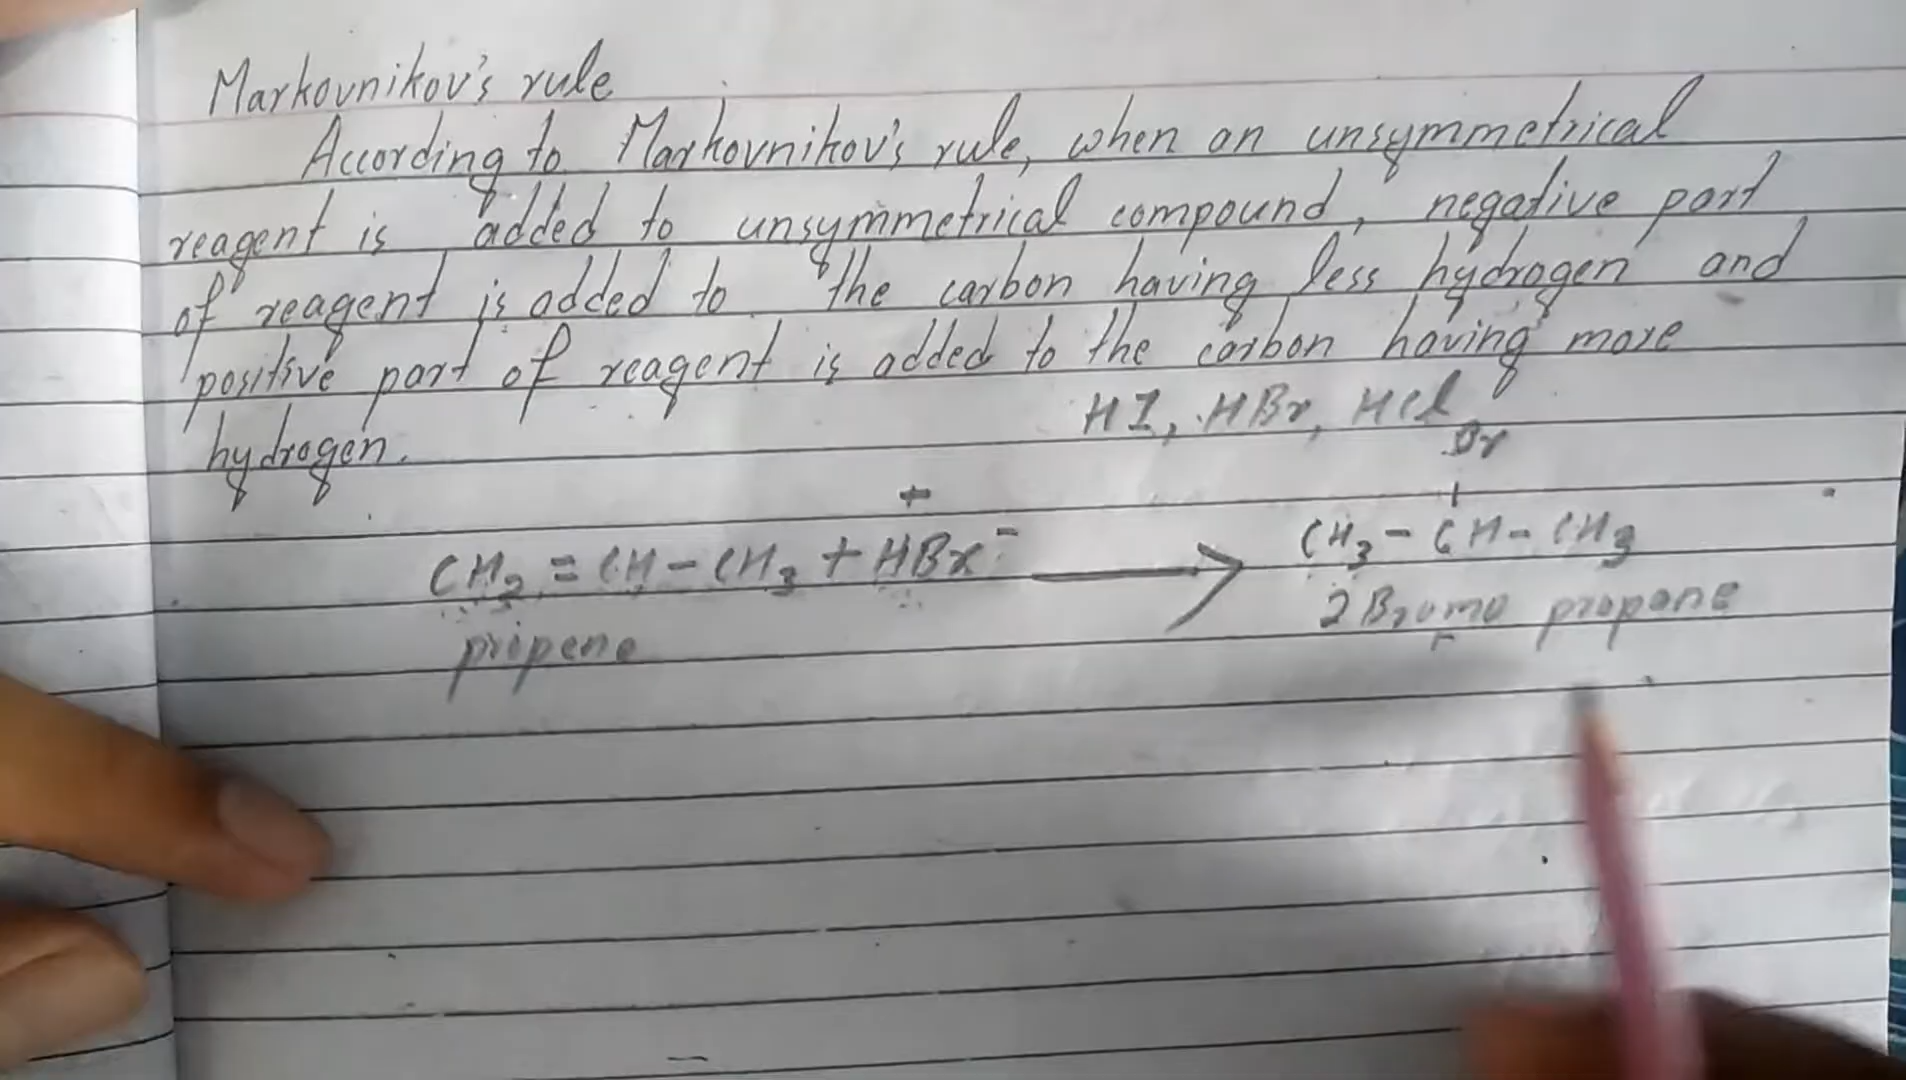 Markovnikov's rule
According to Markovnikov's rule, when an unsymmetrical
reagent is added to unsymmetrical compound, negative part
of reagent is added to the carbon having less hydrogen and
positive part of reagent is added to the carbon having more
hydrogen.
HI, HBr, HCl
Br
+
CH₂ = CH - CH₃ + HBr⁻ → CH₃ - CH - CH₃
propene
2 Bromo propane